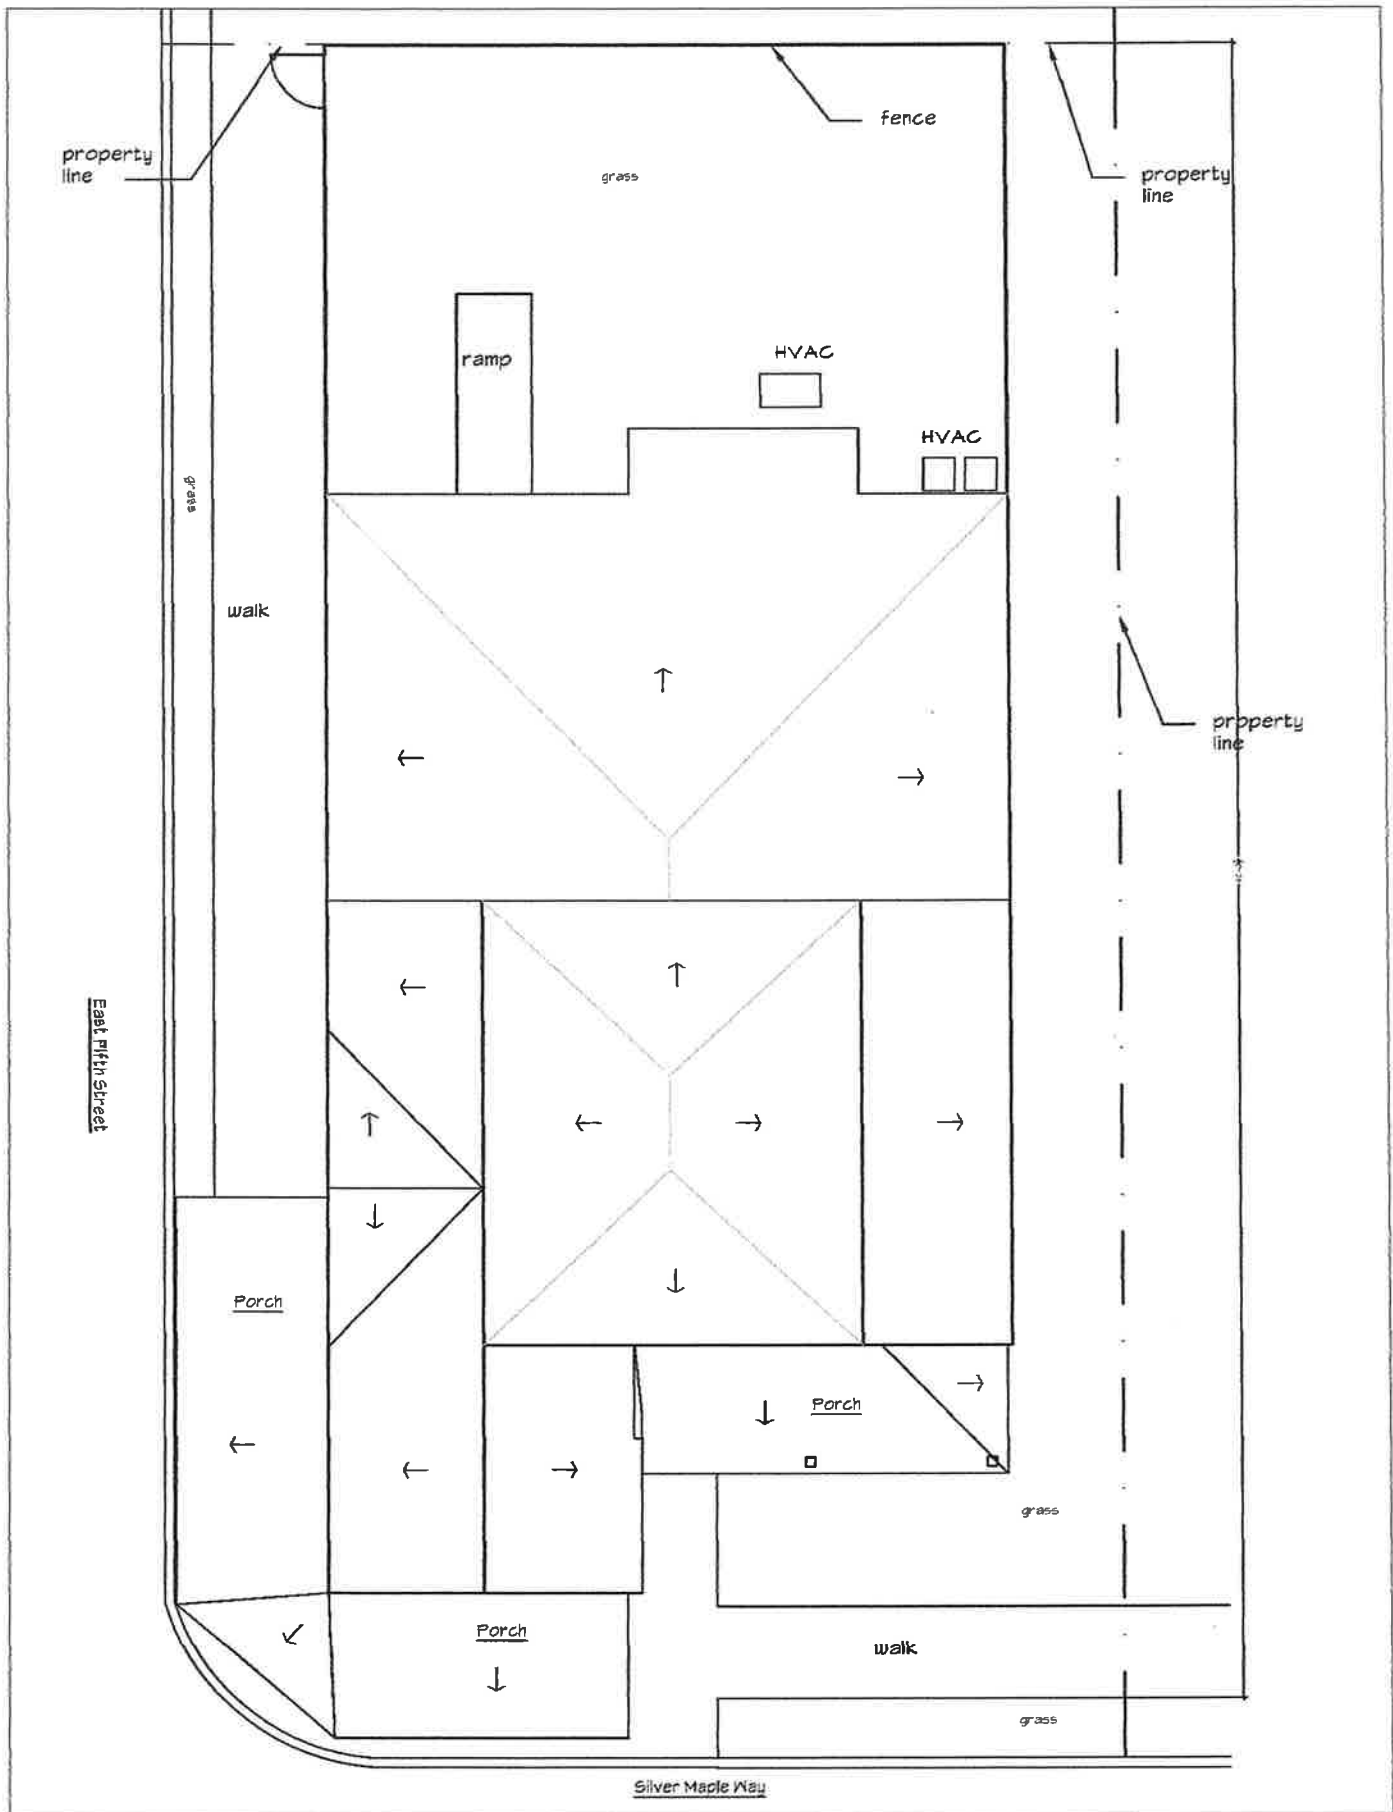 fence
property
line
property
line
grass
ramp
HVAC
HVAC
grass
walk
property
line
East Fifth Street
Porch
Porch
grass
Porch
walk
grass
Silver Maple Way